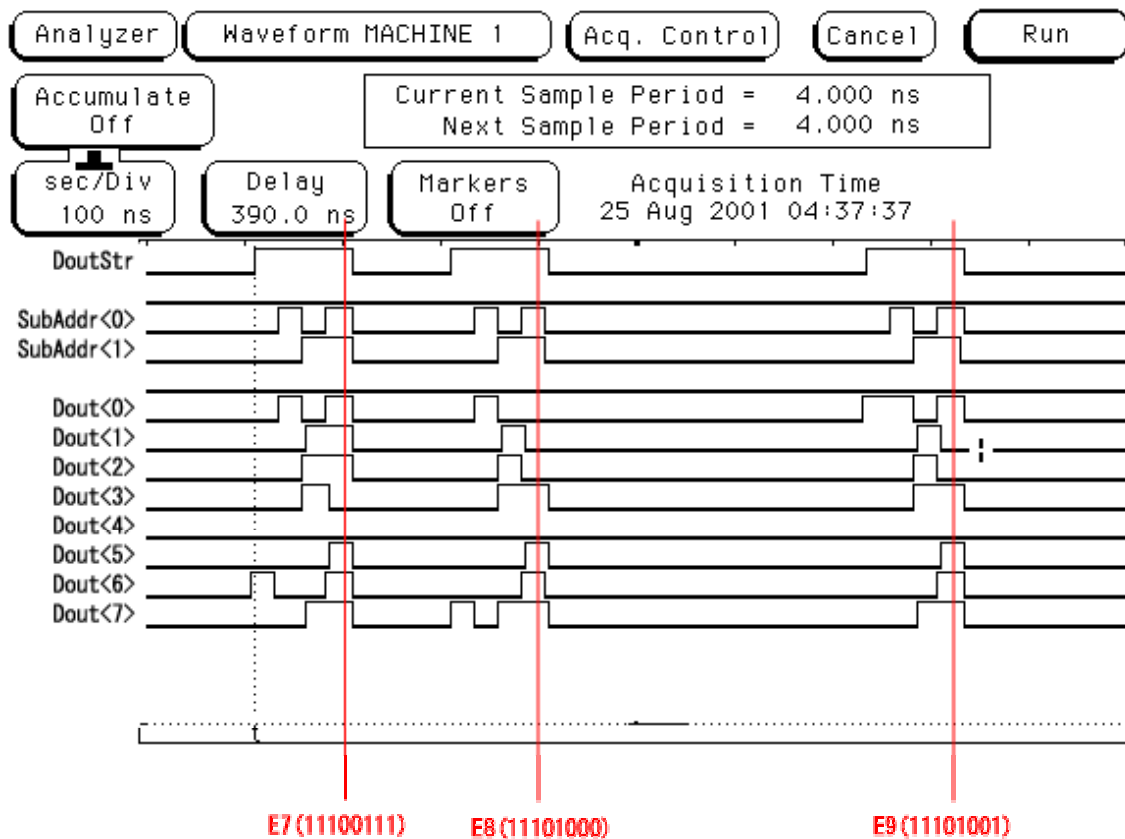 Analyzer Waveform MACHINE 1 Acq. Control Cancel Run
Accumulate
Off
Current Sample Period = 4.000 ns
Next Sample Period = 4.000 ns
sec/Div
100 ns
Delay
390.0 ns
Markers
Off
Acquisition Time
25 Aug 2001 04:37:37
DoutStr
SubAddr<0>
SubAddr<1>
Dout<0>
Dout<1>
Dout<2>
Dout<3>
Dout<4>
Dout<5>
Dout<6>
Dout<7>
t
E7(11100111) E8(11101000) E9(11101001)